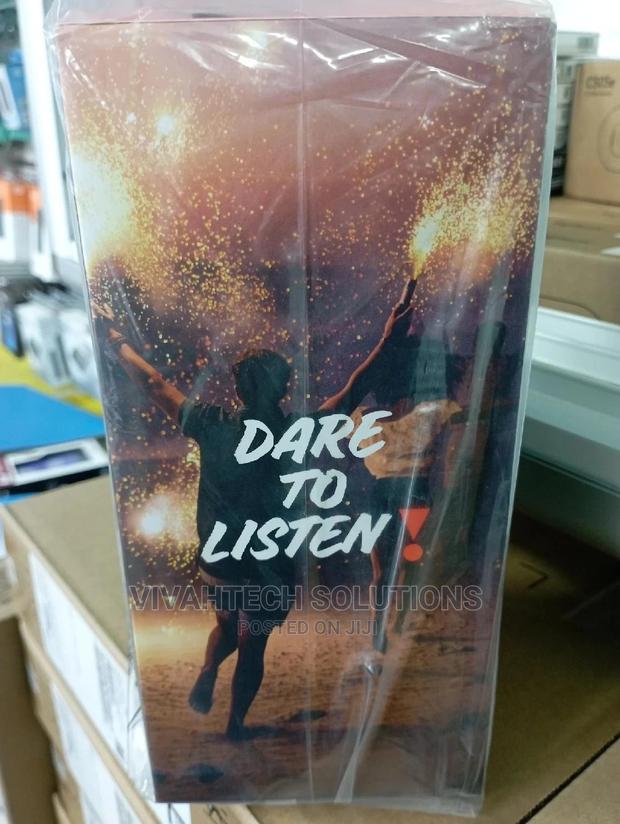 DARE
TO
LISTEN!
VIVAHTECH SOLUTIONS
POSTED ON JIJI